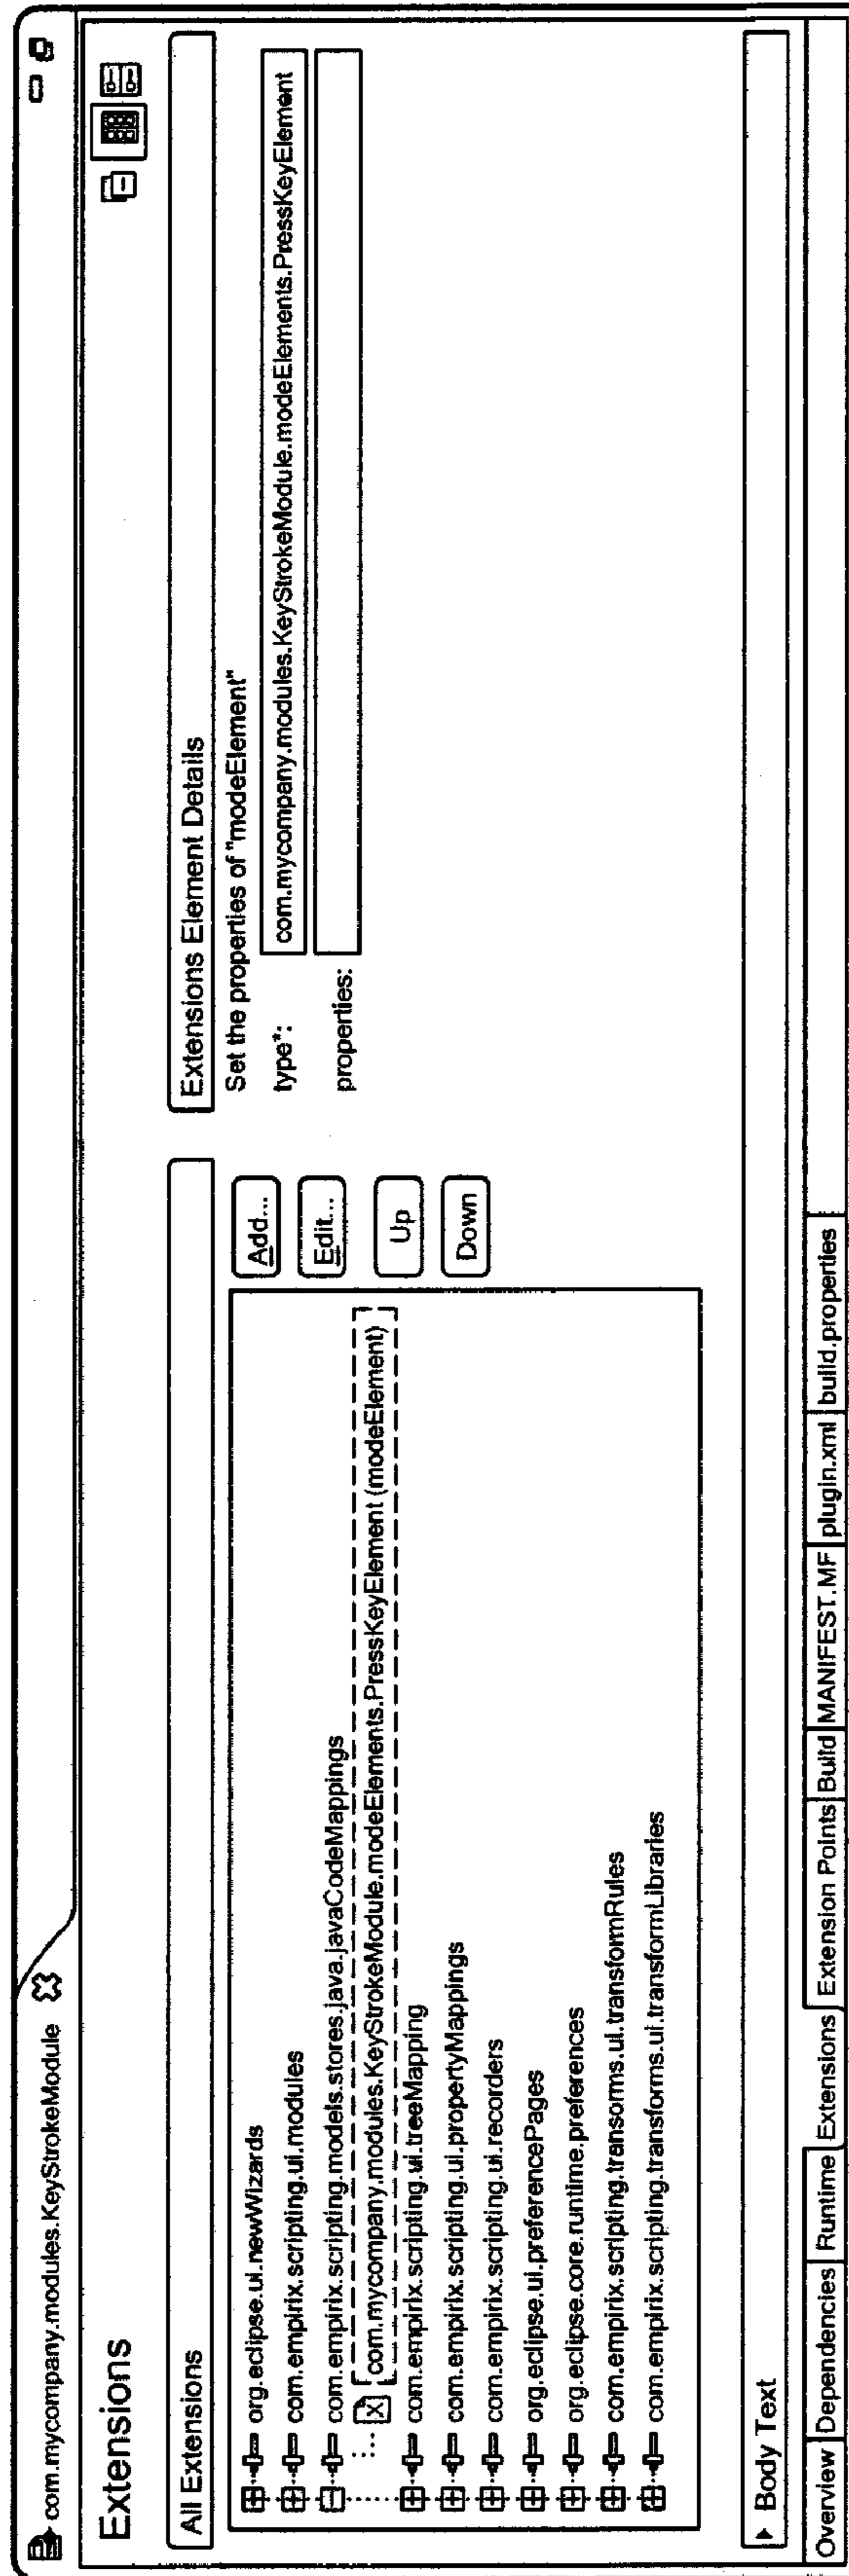 com.mycompany.modules.KeyStrokeModule
Extensions
All Extensions
org.eclipse.ui.newWizards
com.empirix.scripting.ui.modules
com.empirix.scripting.models.stores.java.javaCodeMappings
com.mycompany.modules.KeyStrokeModule.modeElements.PressKeyElement (modeElement)
com.empirix.scripting.ui.treeMapping
com.empirix.scripting.ui.propertyMappings
com.empirix.scripting.ui.recorders
org.eclipse.ui.preferencePages
org.eclipse.core.runtime.preferences
com.empirix.scripting.transorms.ui.transformRules
com.empirix.scripting.transforms.ui.transformLibraries
Add...
Edit...
Up
Down
Extensions Element Details
Set the properties of "modeElement"
type*: com.mycompany.modules.KeyStrokeModule.modeElements.PressKeyElement
properties:
Body Text
Overview Dependencies Runtime Extensions Extension Points Build MANIFEST.MF plugin.xml build.properties